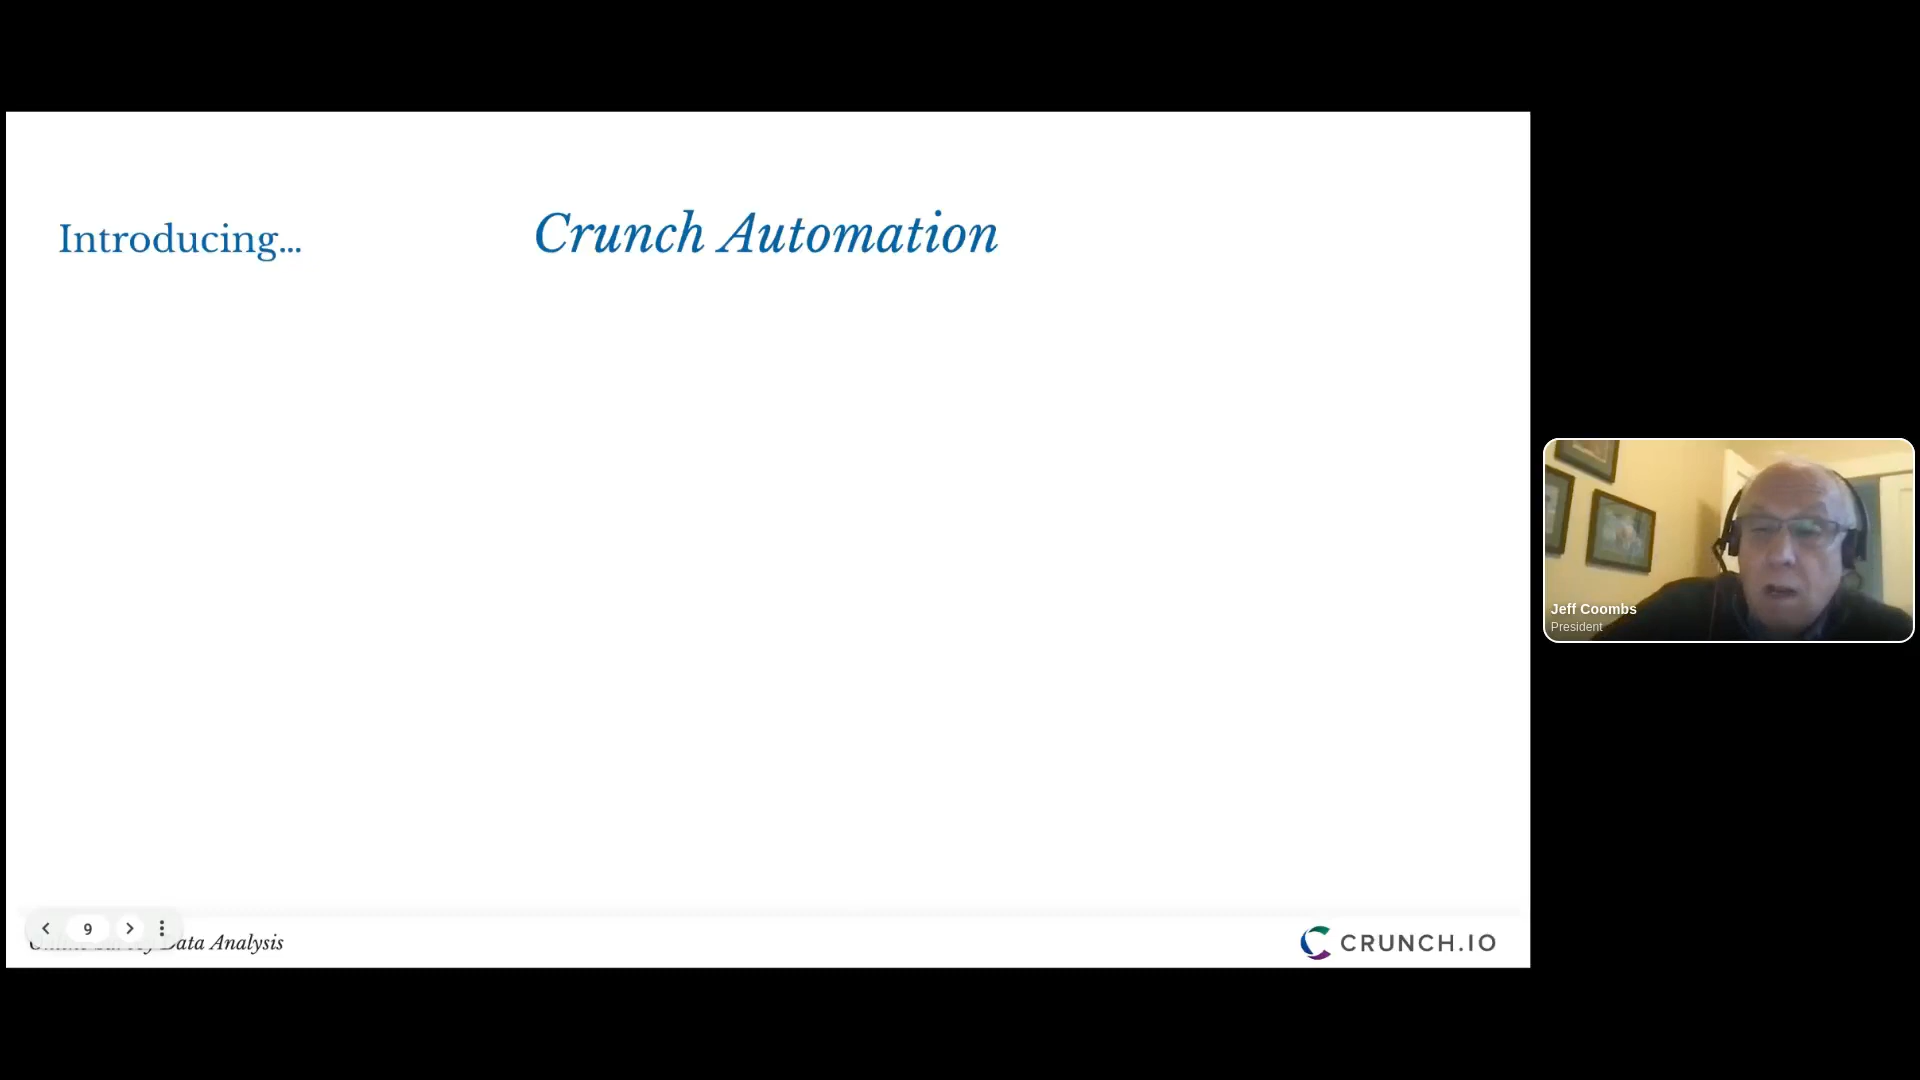 Introducing...
Crunch Automation
Jeff Coombs
President
9
Data Analysis
CRUNCH.IO